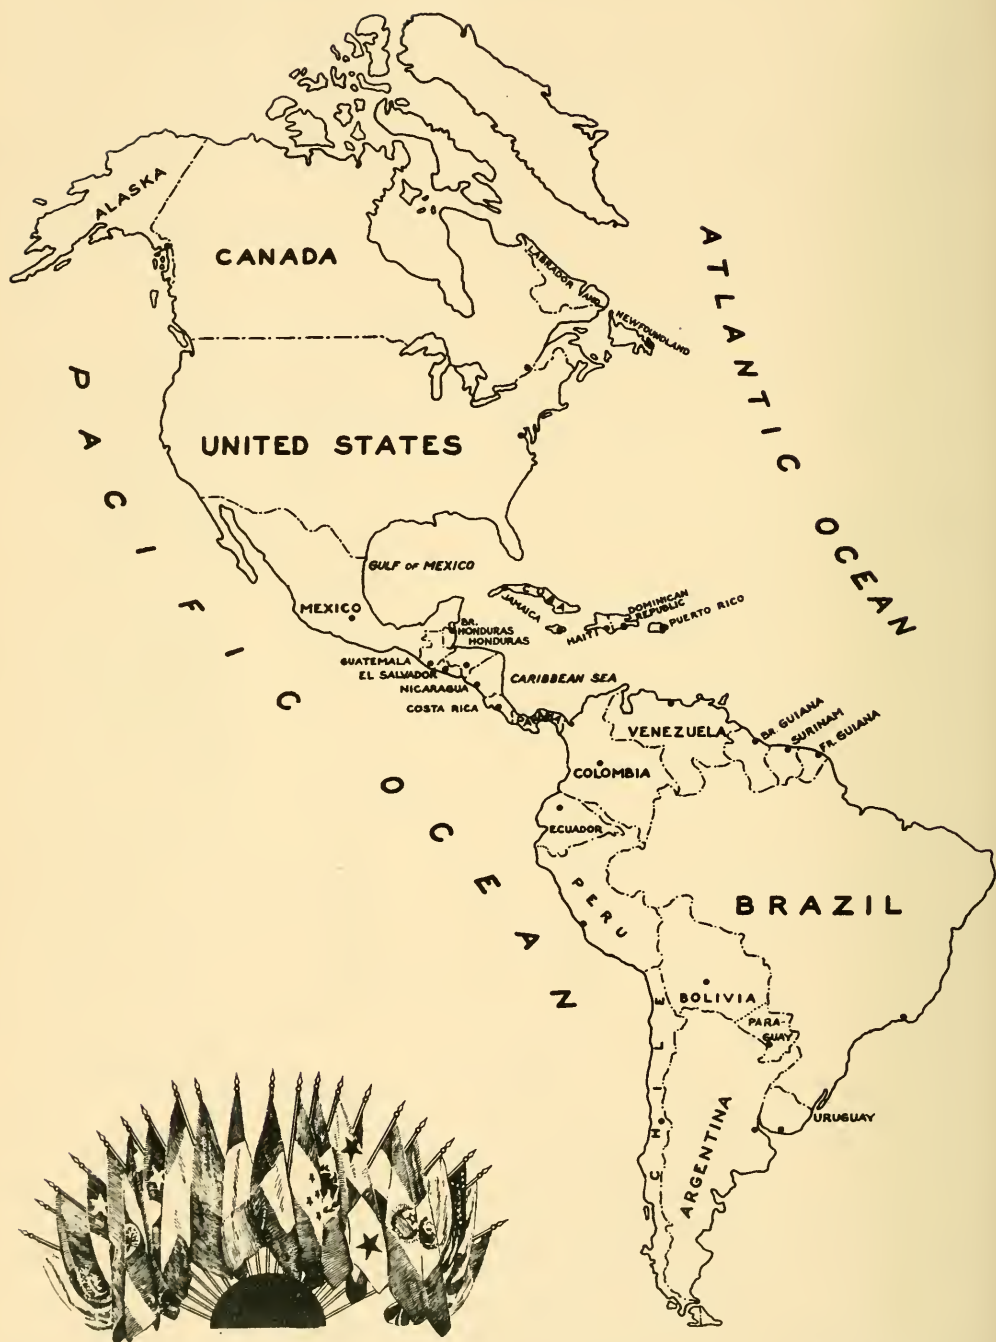 ALASKA
CANADA
LABRADOR AND
NEWFOUNDLAND
ATLANTIC OCEAN
PACIFIC OCEAN
UNITED STATES
GULF OF MEXICO
MEXICO
CUBA
JAMAICA
HAITI
DOMINICAN
REPUBLIC
PUERTO RICO
BR.
HONDURAS
HONDURAS
GUATEMALA
EL SALVADOR
NICARAGUA
COSTA RICA
CARIBBEAN SEA
PANAMA
VENEZUELA
BR. GUIANA
SURINAM
FR. GUIANA
COLOMBIA
ECUADOR
PERU
BRAZIL
BOLIVIA
PARA-
GUAY
CHILE
ARGENTINA
URUGUAY